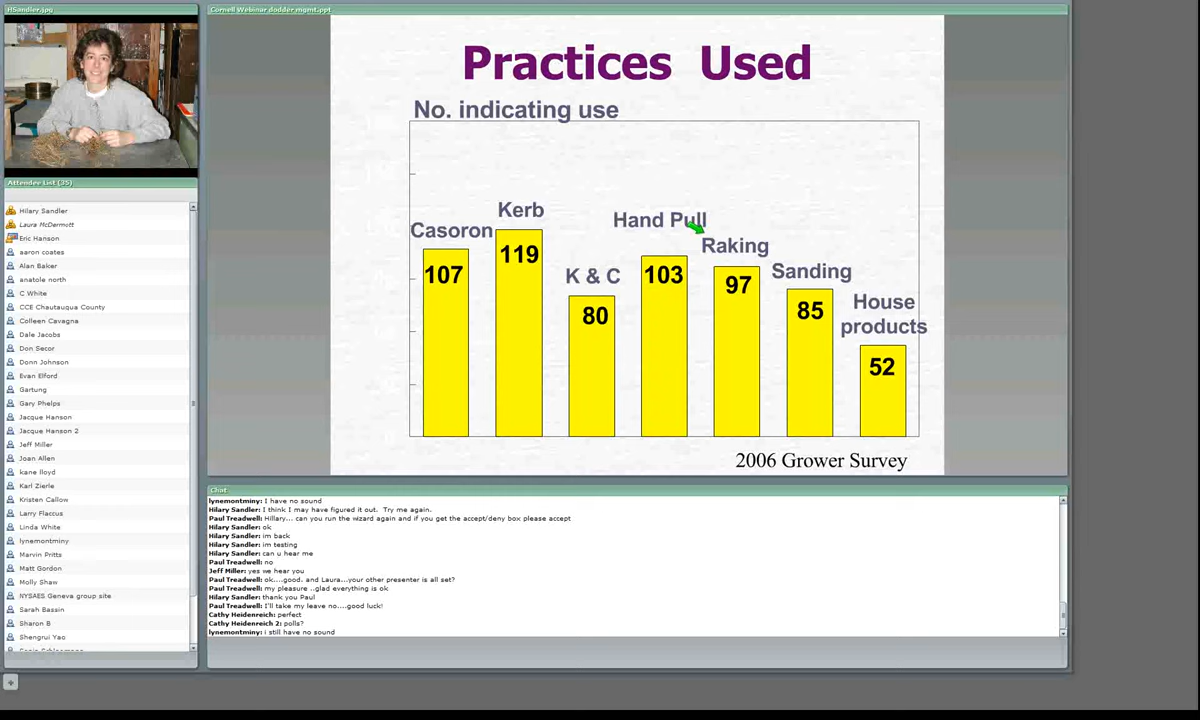 HSandler.jpg
Cornell Webinar dodder mgmt.ppt
Practices Used
No. indicating use
Casoron
Kerb
K & C
Hand Pull
Raking
Sanding
House
products
107
119
80
103
97
85
52
2006 Grower Survey
Attendee List (35)
Hilary Sandler
Laura McDermott
Eric Hanson
aaron coates
Alan Baker
anatole north
C White
CCE Chautauqua County
Colleen Cavagna
Dale Jacobs
Don Secor
Donn Johnson
Evan Elford
Gartung
Gary Phelps
Jacque Hanson
Jacque Hanson 2
Jeff Miller
Joan Allen
kane lloyd
Karl Zierle
Kristen Callow
Larry Flaccus
Linda White
lynemontminy
Marvin Pritts
Matt Gordon
Molly Shaw
NYSAES Geneva group site
Sarah Bassin
Sharon B
Shengrui Yao
Chat
lynemontminy: I have no sound
Hilary Sandler: I think I may have figured it out. Try me again.
Paul Treadwell: Hillary... can you run the wizard again and if you get the accept/deny box please accept
Hilary Sandler: ok
Hilary Sandler: im back
Hilary Sandler: im testing
Hilary Sandler: can u hear me
Paul Treadwell: no
Jeff Miller: yes we hear you
Paul Treadwell: ok....good. and Laura...your other presenter is all set?
Paul Treadwell: my pleasure ..glad everything is ok
Hilary Sandler: thank you Paul
Paul Treadwell: I'll take my leave no....good luck!
Cathy Heidenreich: perfect
Cathy Heidenreich 2: polls?
lynemontminy: i still have no sound